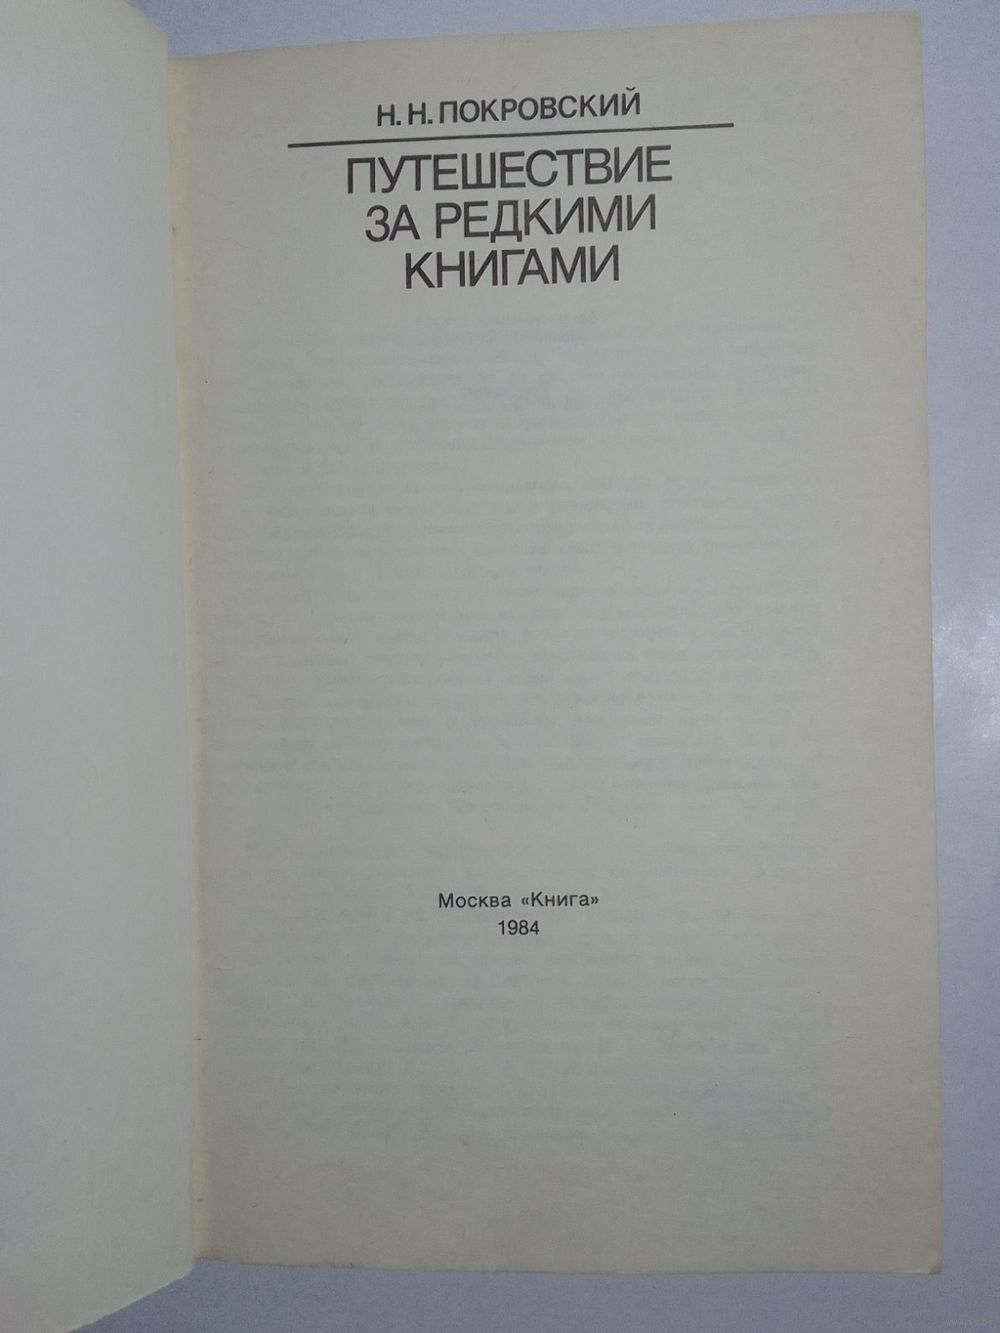 Н. Н. ПОКРОВСКИЙ
ПУТЕШЕСТВИЕ
ЗА РЕДКИМИ
КНИГАМИ
Москва «Книга»
1984